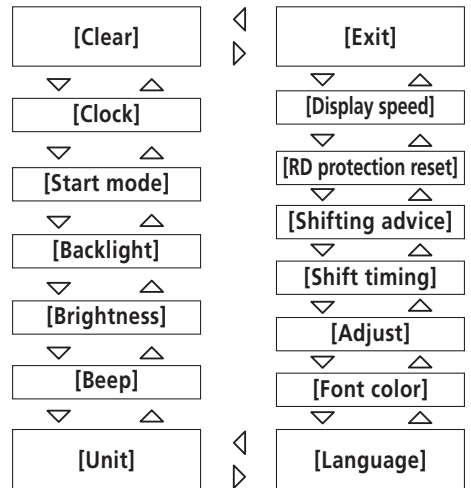 [Clear]
[Clock]
[Start mode]
[Backlight]
[Brightness]
[Beep]
[Unit]
[Exit]
[Display speed]
[RD protection reset]
[Shifting advice]
[Shift timing]
[Adjust]
[Font color]
[Language]